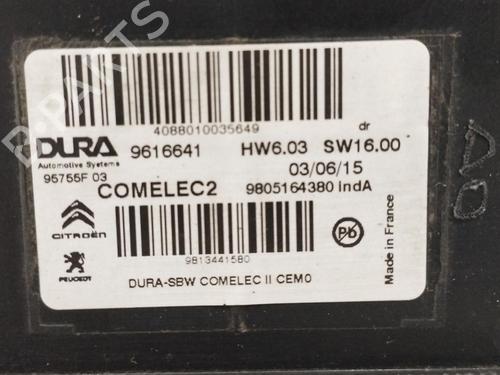 B-PARTS
4088010035649
dr
DURA
Automotive Systems
9616641
HW6.03 SW16.00
95755F 03
03/06/15
COMELEC2
9805164380 indA
CITROËN
PEUGEOT
9813441580
Pb
Made in France
DURA-SBW COMELEC II CEM0
D